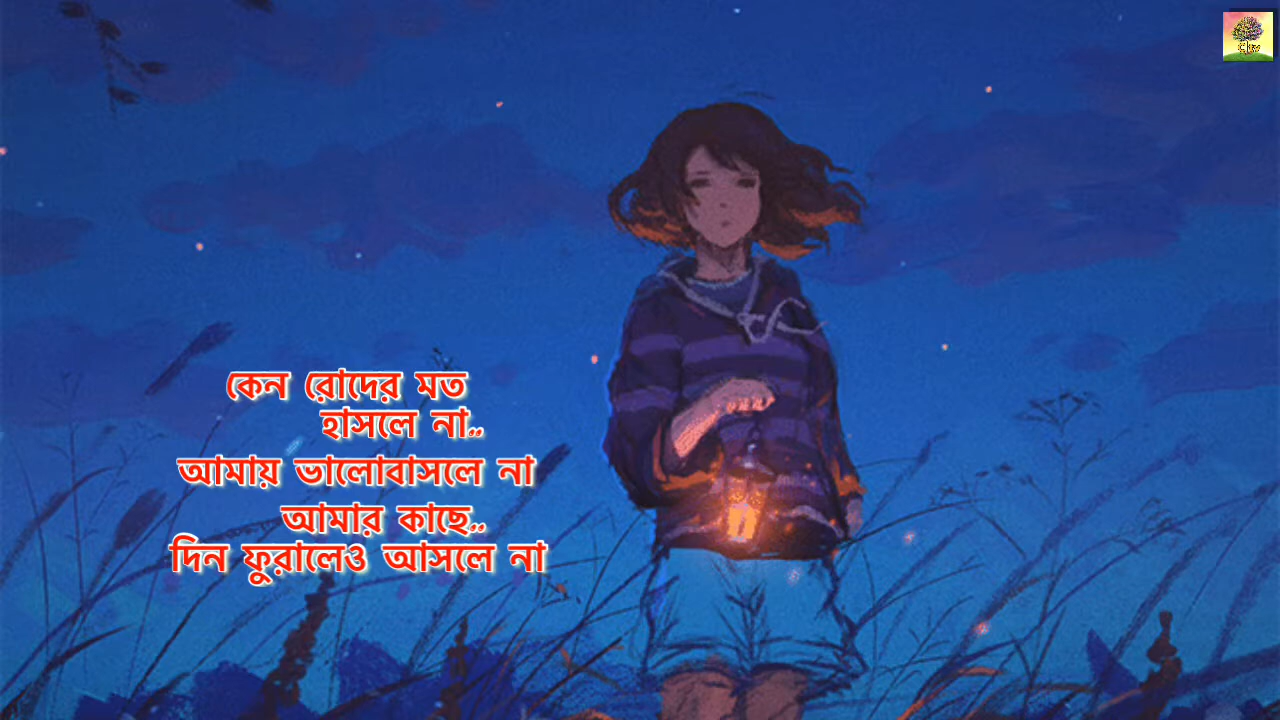 কেন রোদের মত
হাসলে না..
আমায় ভালোবাসলে না
আমার কাছে..
দিন ফুরালেও আসলে না